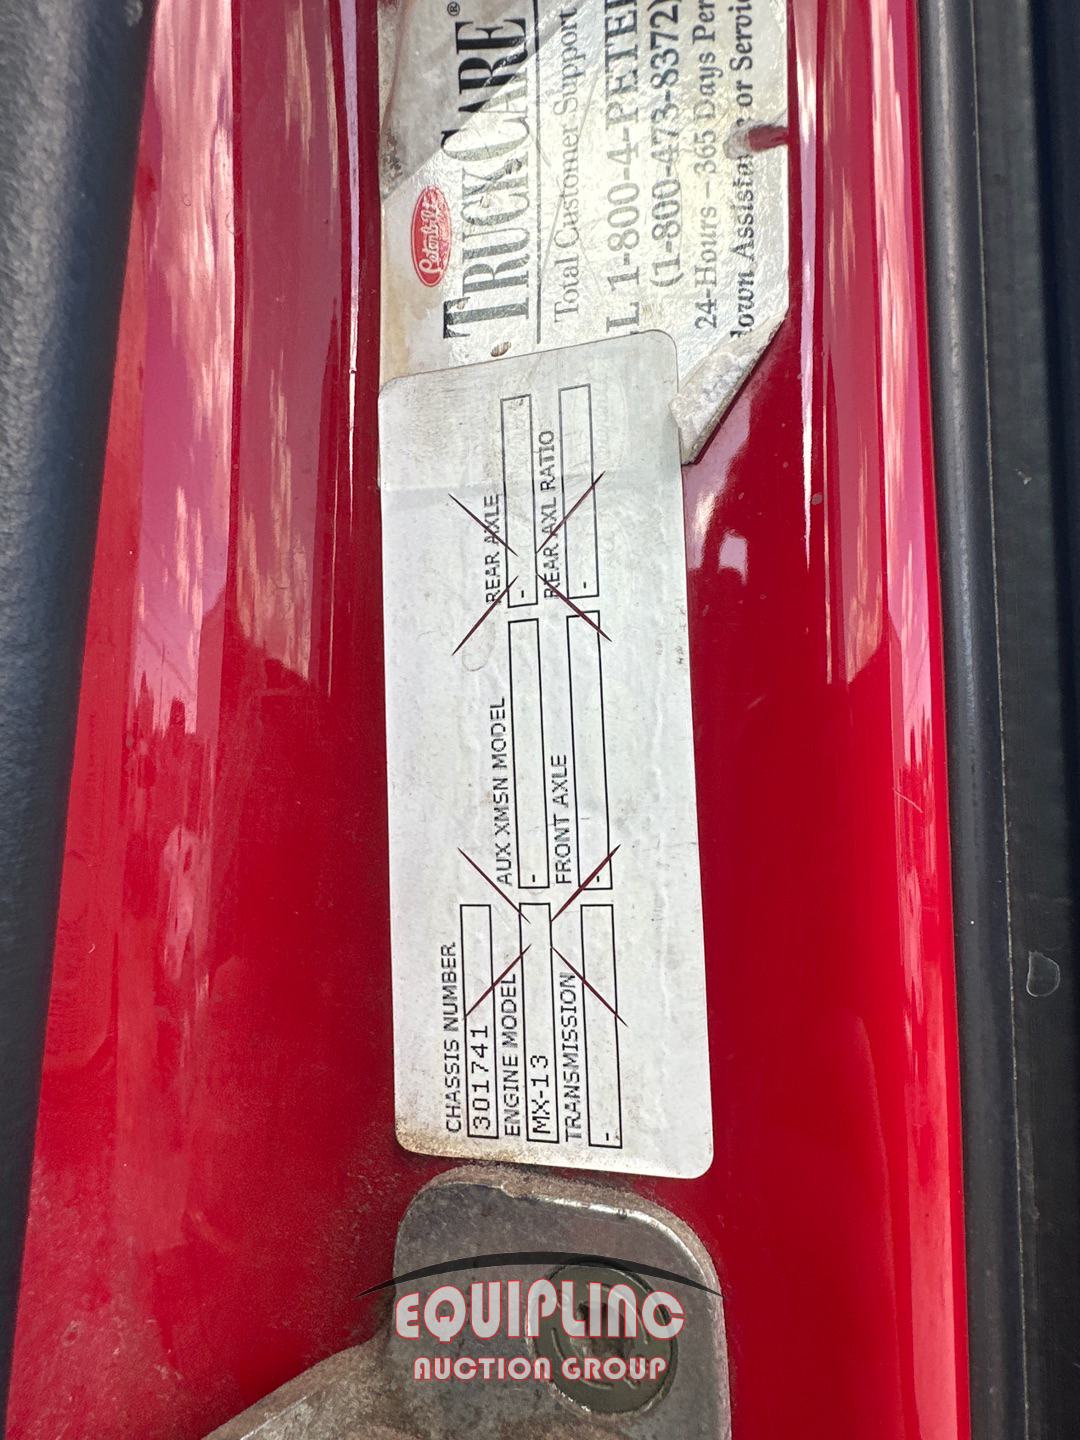 CHASSIS NUMBER
301741
ENGINE MODEL
MX-13
TRANSMISSION
-
AUX XMSN MODEL
-
FRONT AXLE
-
REAR AXLE
-
REAR AXL RATIO
-
Peterbilt
TRUCKCARE®
Total Customer Support
L 1-800-4-PETE
(1-800-473-8372)
24-Hours – 365 Days Per
down or Servi
EQUIPLINC
AUCTION GROUP